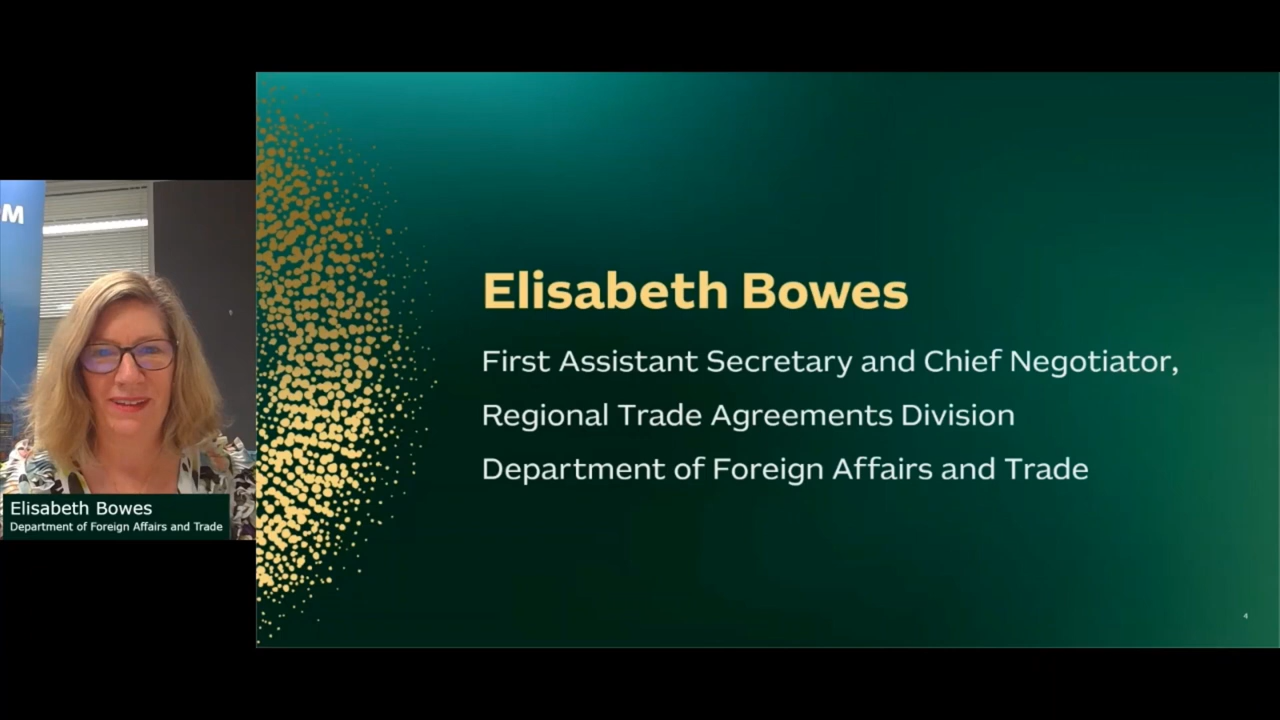 M
Elisabeth Bowes
Department of Foreign Affairs and Trade
Elisabeth Bowes
First Assistant Secretary and Chief Negotiator,
Regional Trade Agreements Division
Department of Foreign Affairs and Trade
4